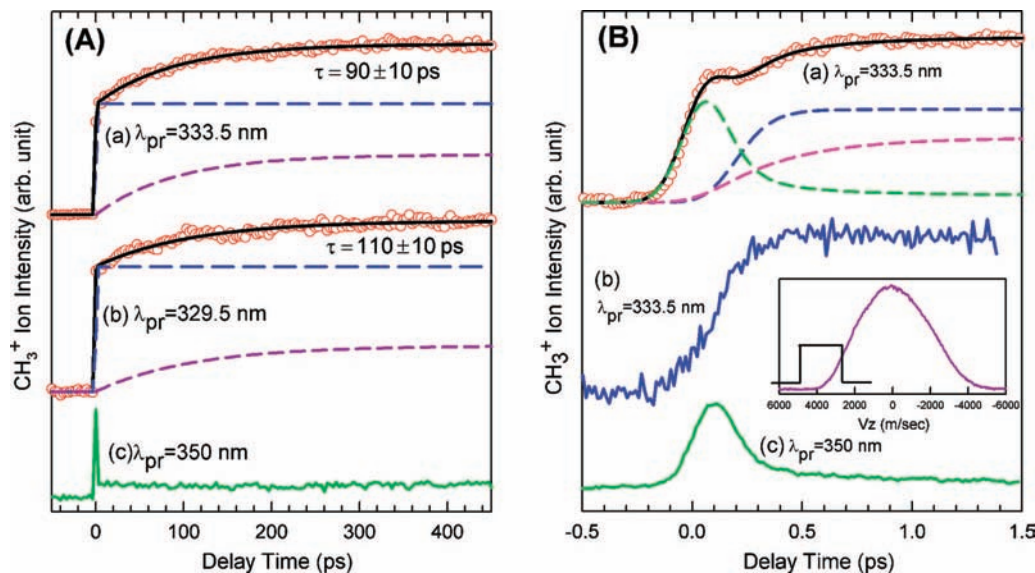 (A)
CH₃⁺ Ion Intensity (arb. unit)
τ = 90 ± 10 ps
(a) λpr=333.5 nm
τ = 110 ± 10 ps
(b) λpr=329.5 nm
(c) λpr=350 nm
0 100 200 300 400
Delay Time (ps)
(B)
CH3⁺ Ion Intensity (arb. unit)
(a)
λpr=333.5 nm
(b)
λpr=333.5 nm
6000 4000 2000 0 -2000 -4000 -6000
Vz (m/sec)
(c) λpr=350 nm
-0.5 0.0 0.5 1.0 1.5
Delay Time (ps)